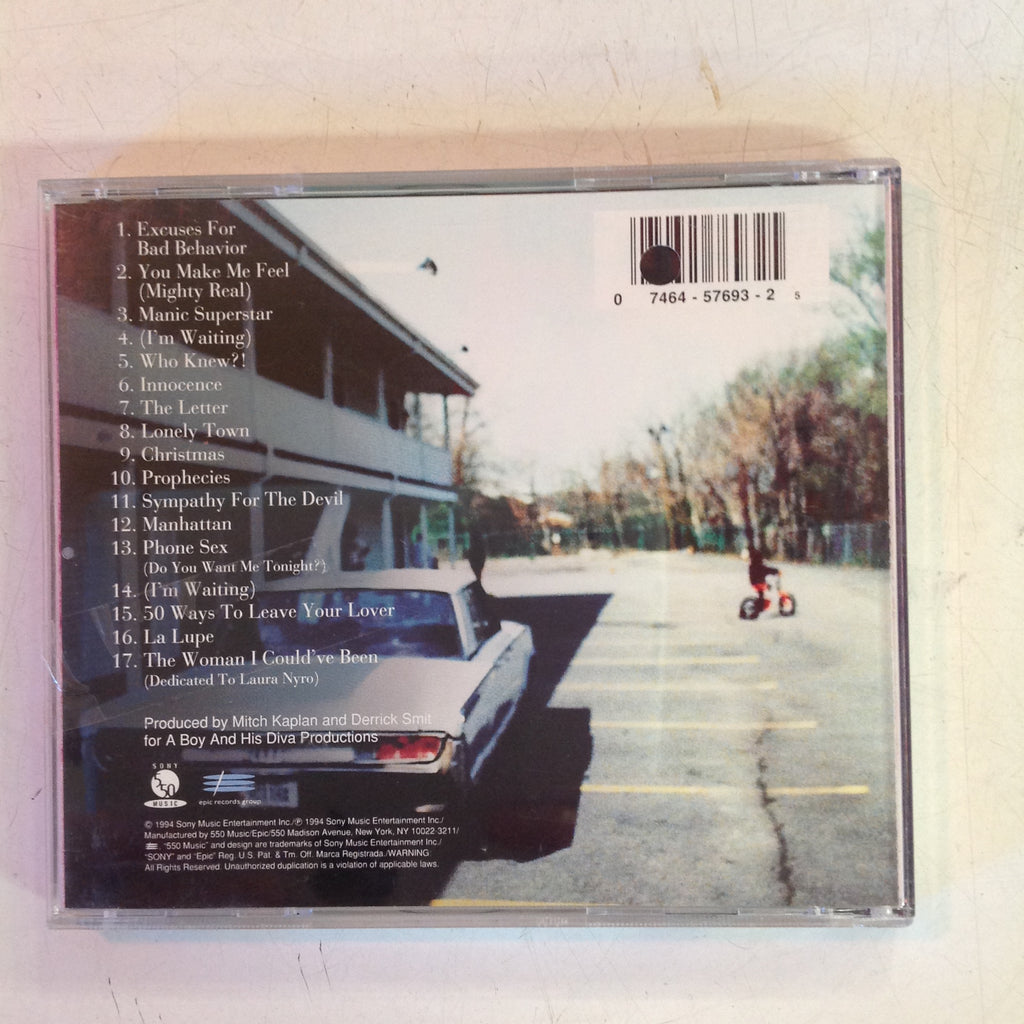 1. Excuses For
Bad Behavior
2. You Make Me Feel
(Mighty Real)
3. Manic Superstar
4. (I'm Waiting)
5. Who Knew?!
6. Innocence
7. The Letter
8. Lonely Town
9. Christmas
10. Prophecies
11. Sympathy For The Devil
12. Manhattan
13. Phone Sex
(Do You Want Me Tonight?)
14. (I'm Waiting)
15. 50 Ways To Leave Your Lover
16. La Lupe
17. The Woman I Could've Been
(Dedicated To Laura Nyro)
Produced by Mitch Kaplan and Derrick Smit
for A Boy And His Diva Productions
SONY
550
MUSIC
epic records group
© 1994 Sony Music Entertainment Inc./℗ 1994 Sony Music Entertainment Inc./
Manufactured by 550 Music/Epic/550 Madison Avenue, New York, NY 10022-3211/
"550 Music" and design are trademarks of Sony Music Entertainment Inc./
"SONY" and "Epic" Reg. U.S. Pat. & Tm. Off. Marca Registrada./WARNING:
All Rights Reserved. Unauthorized duplication is a violation of applicable laws.
0 7464-57693-2 5